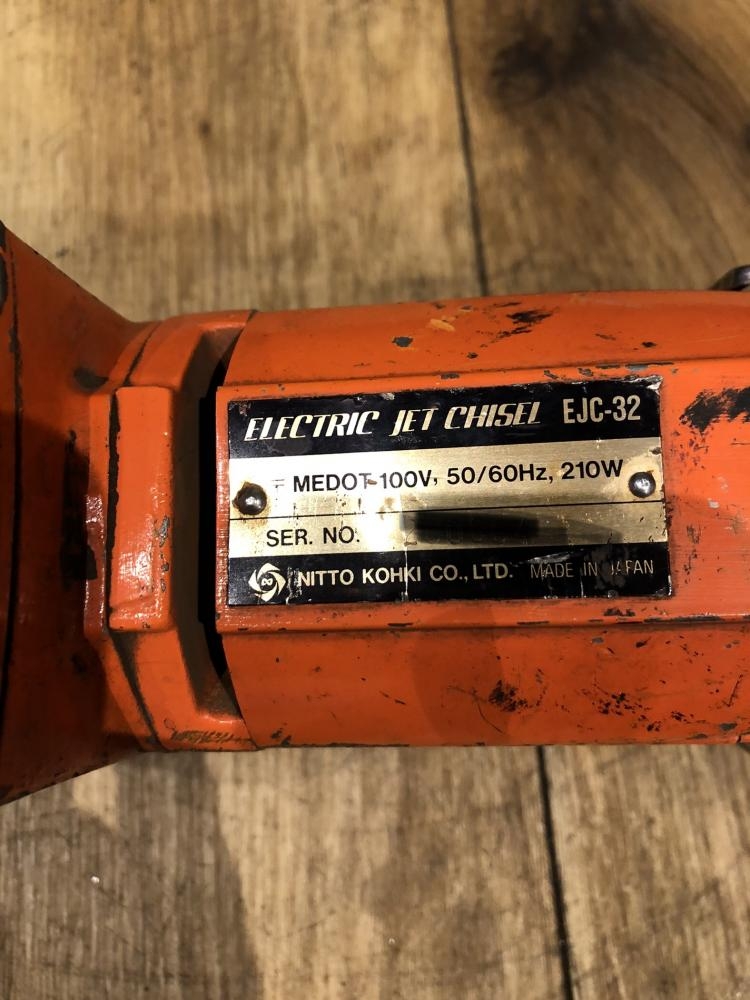 ELECTRIC JET CHISEL EJC-32
MEDOT 100V, 50/60Hz, 210W
SER. NO.
NITTO KOHKI CO., LTD. MADE IN JAPAN